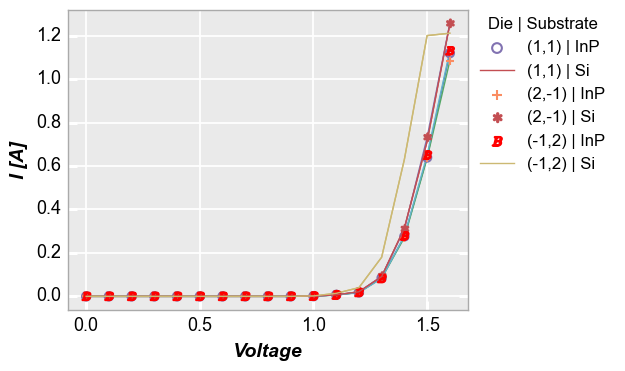 Die | Substrate
(1,1) | InP
(1,1) | Si
(2,-1) | InP
(2,-1) | Si
(-1,2) | InP
(-1,2) | Si
I [A]
1.2
1.0
0.8
0.6
0.4
0.2
0.0
0.0 0.5 1.0 1.5
Voltage